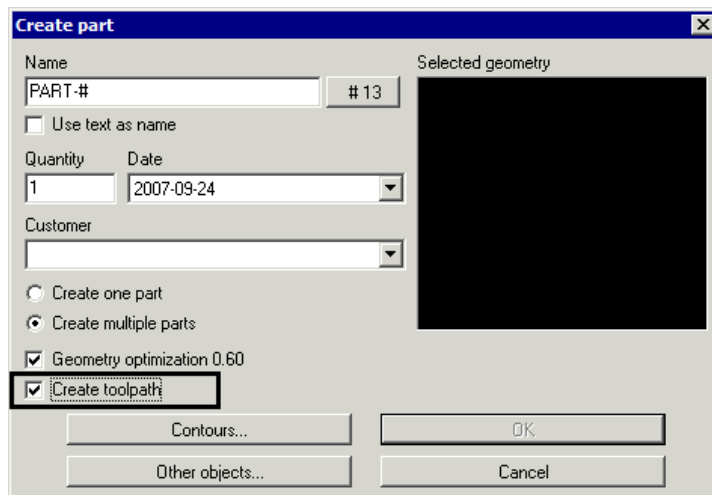 Create part
Name
Selected geometry
PART-#
# 13
Use text as name
Quantity
Date
1
2007-09-24
Customer
Create one part
Create multiple parts
Geometry optimization 0.60
Create toolpath
Contours...
OK
Other objects...
Cancel